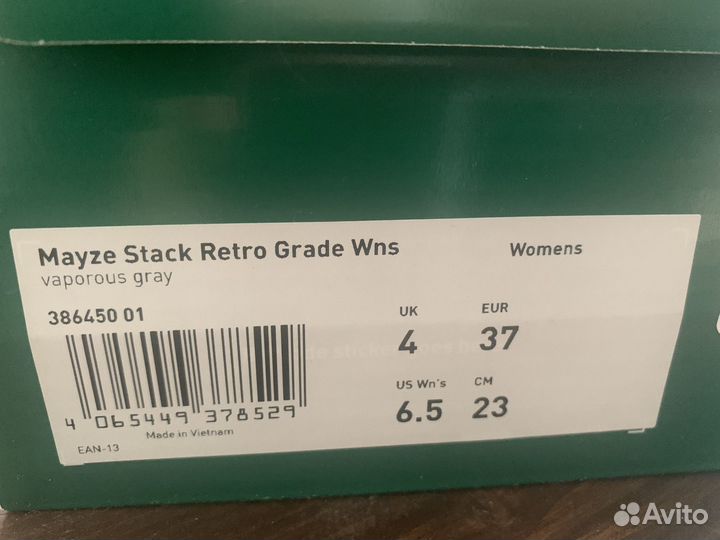 Mayze Stack Retro Grade Wns
Womens
vaporous gray
386450 01
UK
EUR
4
37
US Wn's
CM
6.5
23
4 065449 378529
Made in Vietnam
EAN-13
Avito